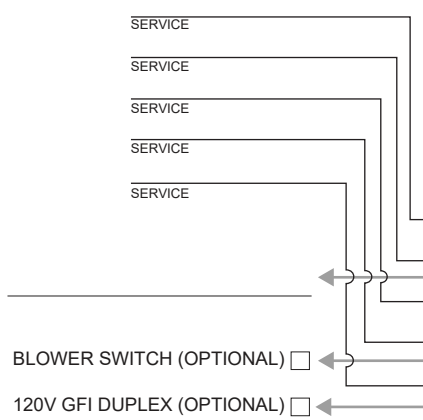 SERVICE
SERVICE
SERVICE
SERVICE
SERVICE
BLOWER SWITCH (OPTIONAL)
120V GFI DUPLEX (OPTIONAL)